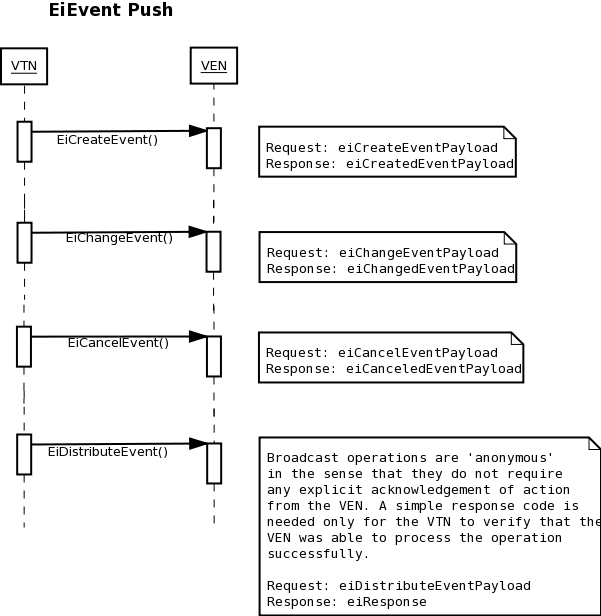 EiEvent Push
VTN
VEN
EiCreateEvent()
Request: eiCreateEventPayload
Response: eiCreatedEventPayload
EiChangeEvent()
Request: eiChangeEventPayload
Response: eiChangedEventPayload
EiCancelEvent()
Request: eiCancelEventPayload
Response: eiCanceledEventPayload
EiDistributeEvent()
Broadcast operations are 'anonymous'
in the sense that they do not require
any explicit acknowledgement of action
from the VEN. A simple response code is
needed only for the VTN to verify that the
VEN was able to process the operation
successfully.
Request: eiDistributeEventPayload
Response: eiResponse